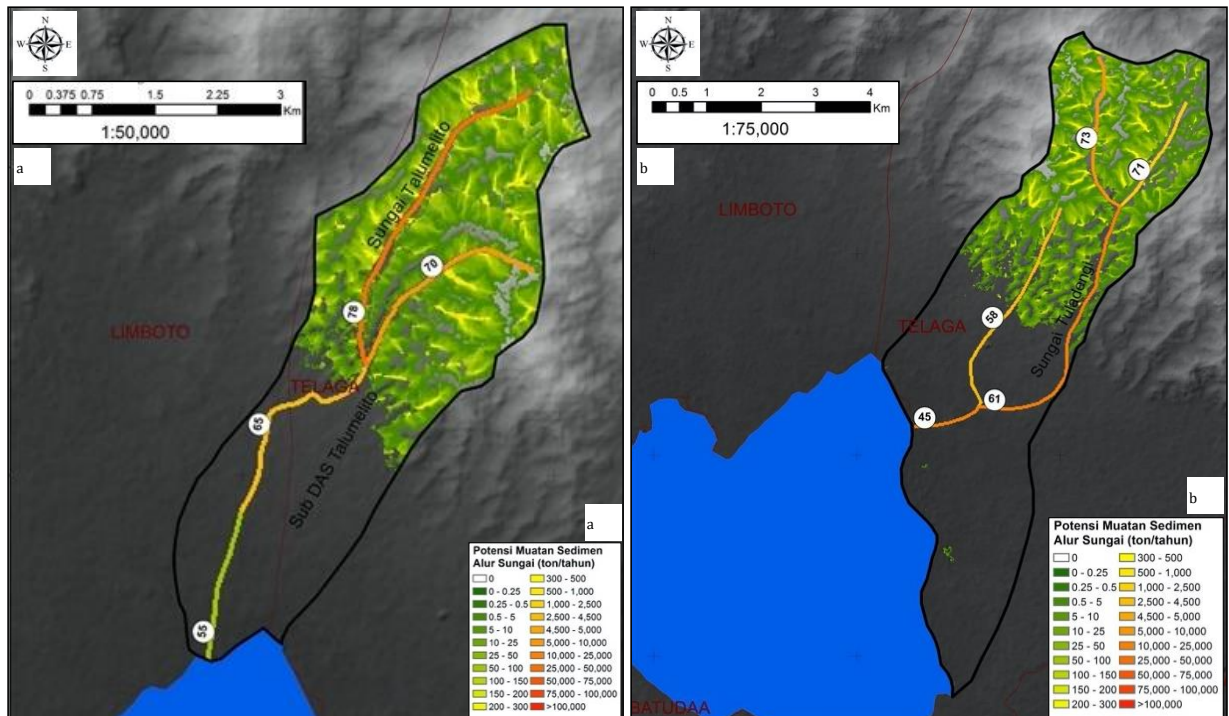 N
W E
S
0 0.375 0.75 1.5 2.25 3
Km
1:50,000
a
Sungai Talumelito
70
78
LIMBOTO
TELAGA
65
Sub DAS Talumelito
55
a
Potensi Muatan Sedimen
Alur Sungai (ton/tahun)
0 300 - 500
0 - 0.25 500 - 1,000
0.25 - 0.5 1,000 - 2,500
0.5 - 5 2,500 - 4,500
5 - 10 4,500 - 5,000
10 - 25 5,000 - 10,000
25 - 50 10,000 - 25,000
50 - 100 25,000 - 50,000
100 - 150 50,000 - 75,000
150 - 200 75,000 - 100,000
200 - 300 >100,000
N
W E
S
0 0.5 1 2 3 4
Km
1:75,000
b
73
71
LIMBOTO
58
TELAGA
Sungai Tuladengi
61
45
b
Potensi Muatan Sedimen
Alur Sungai (ton/tahun)
0 300 - 500
0 - 0.25 500 - 1,000
0.25 - 0.5 1,000 - 2,500
0.5 - 5 2,500 - 4,500
5 - 10 4,500 - 5,000
10 - 25 5,000 - 10,000
25 - 50 10,000 - 25,000
50 - 100 25,000 - 50,000
100 - 150 50,000 - 75,000
150 - 200 75,000 - 100,000
200 - 300 >100,000
BATUDAA